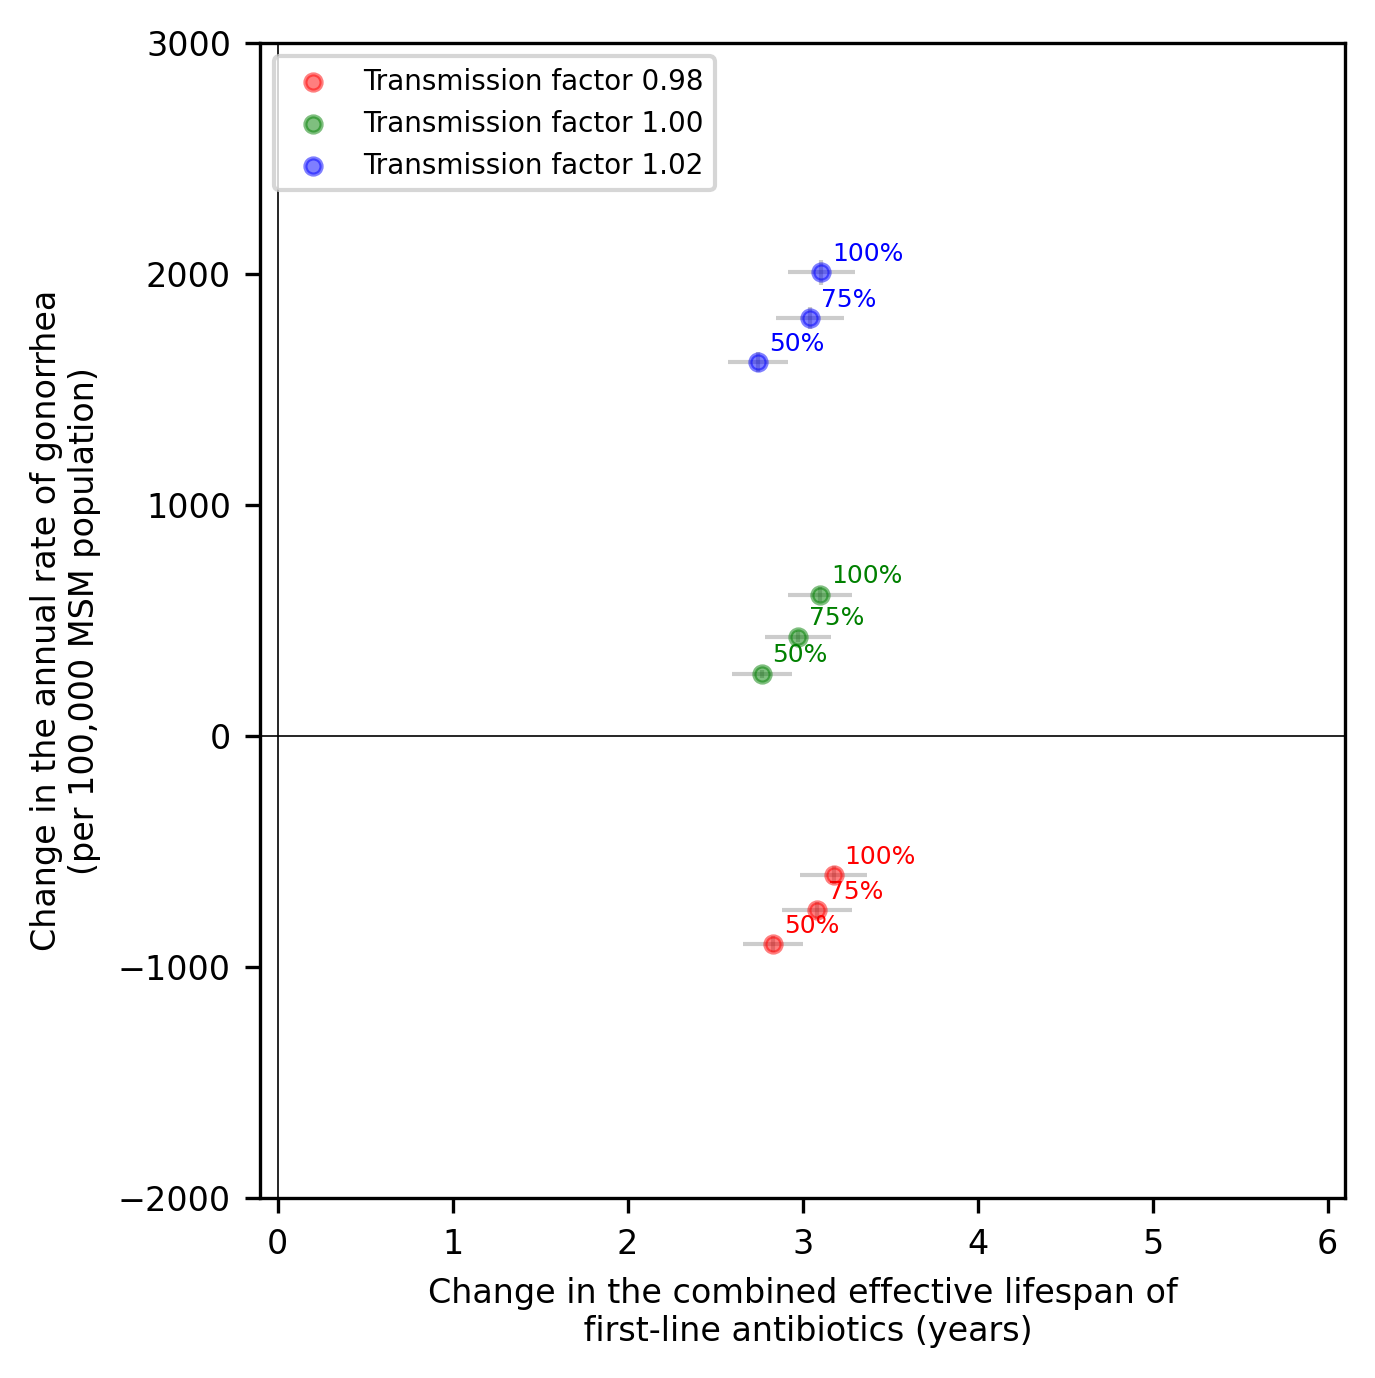 3000
2000
1000
0
−1000
−2000
Change in the annual rate of gonorrhea
(per 100,000 MSM population)
Transmission factor 0.98
Transmission factor 1.00
Transmission factor 1.02
100%
75%
50%
100%
75%
50%
100%
75%
50%
0 1 2 3 4 5 6
Change in the combined effective lifespan of
first-line antibiotics (years)